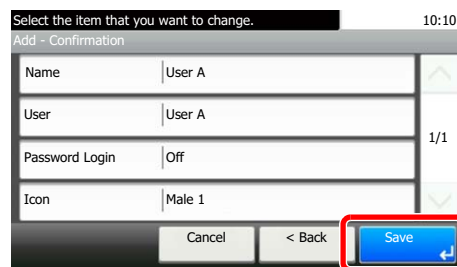 Select the item that you want to change.
10:10
Add - Confirmation
Name User A
User User A
1/1
Password Login Off
Icon Male 1
Cancel < Back Save